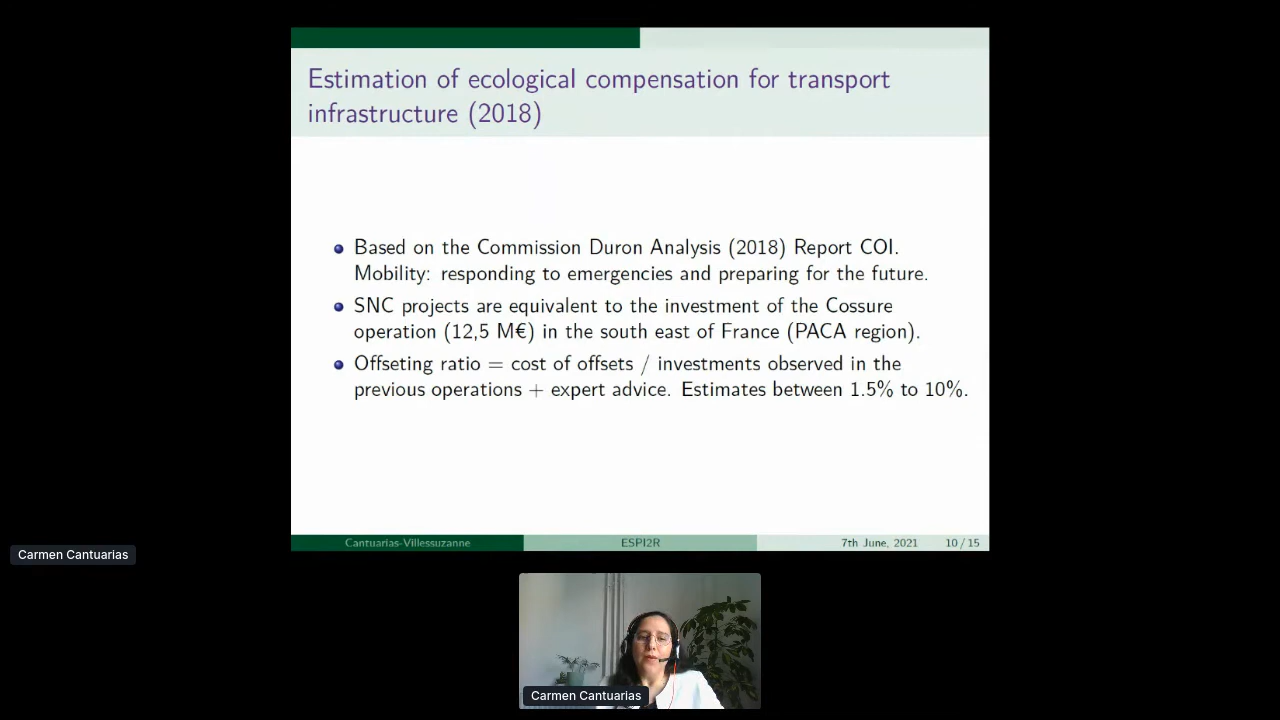 Estimation of ecological compensation for transport
infrastructure (2018)
Based on the Commission Duron Analysis (2018) Report COI.
Mobility: responding to emergencies and preparing for the future.
SNC projects are equivalent to the investment of the Cossure
operation (12,5 M€) in the south east of France (PACA region).
Offseting ratio = cost of offsets / investments observed in the
previous operations + expert advice. Estimates between 1.5% to 10%.
Cantuarias-Villessuzanne ESPI2R 7th June, 2021 10 / 15
Carmen Cantuarias
Carmen Cantuarias